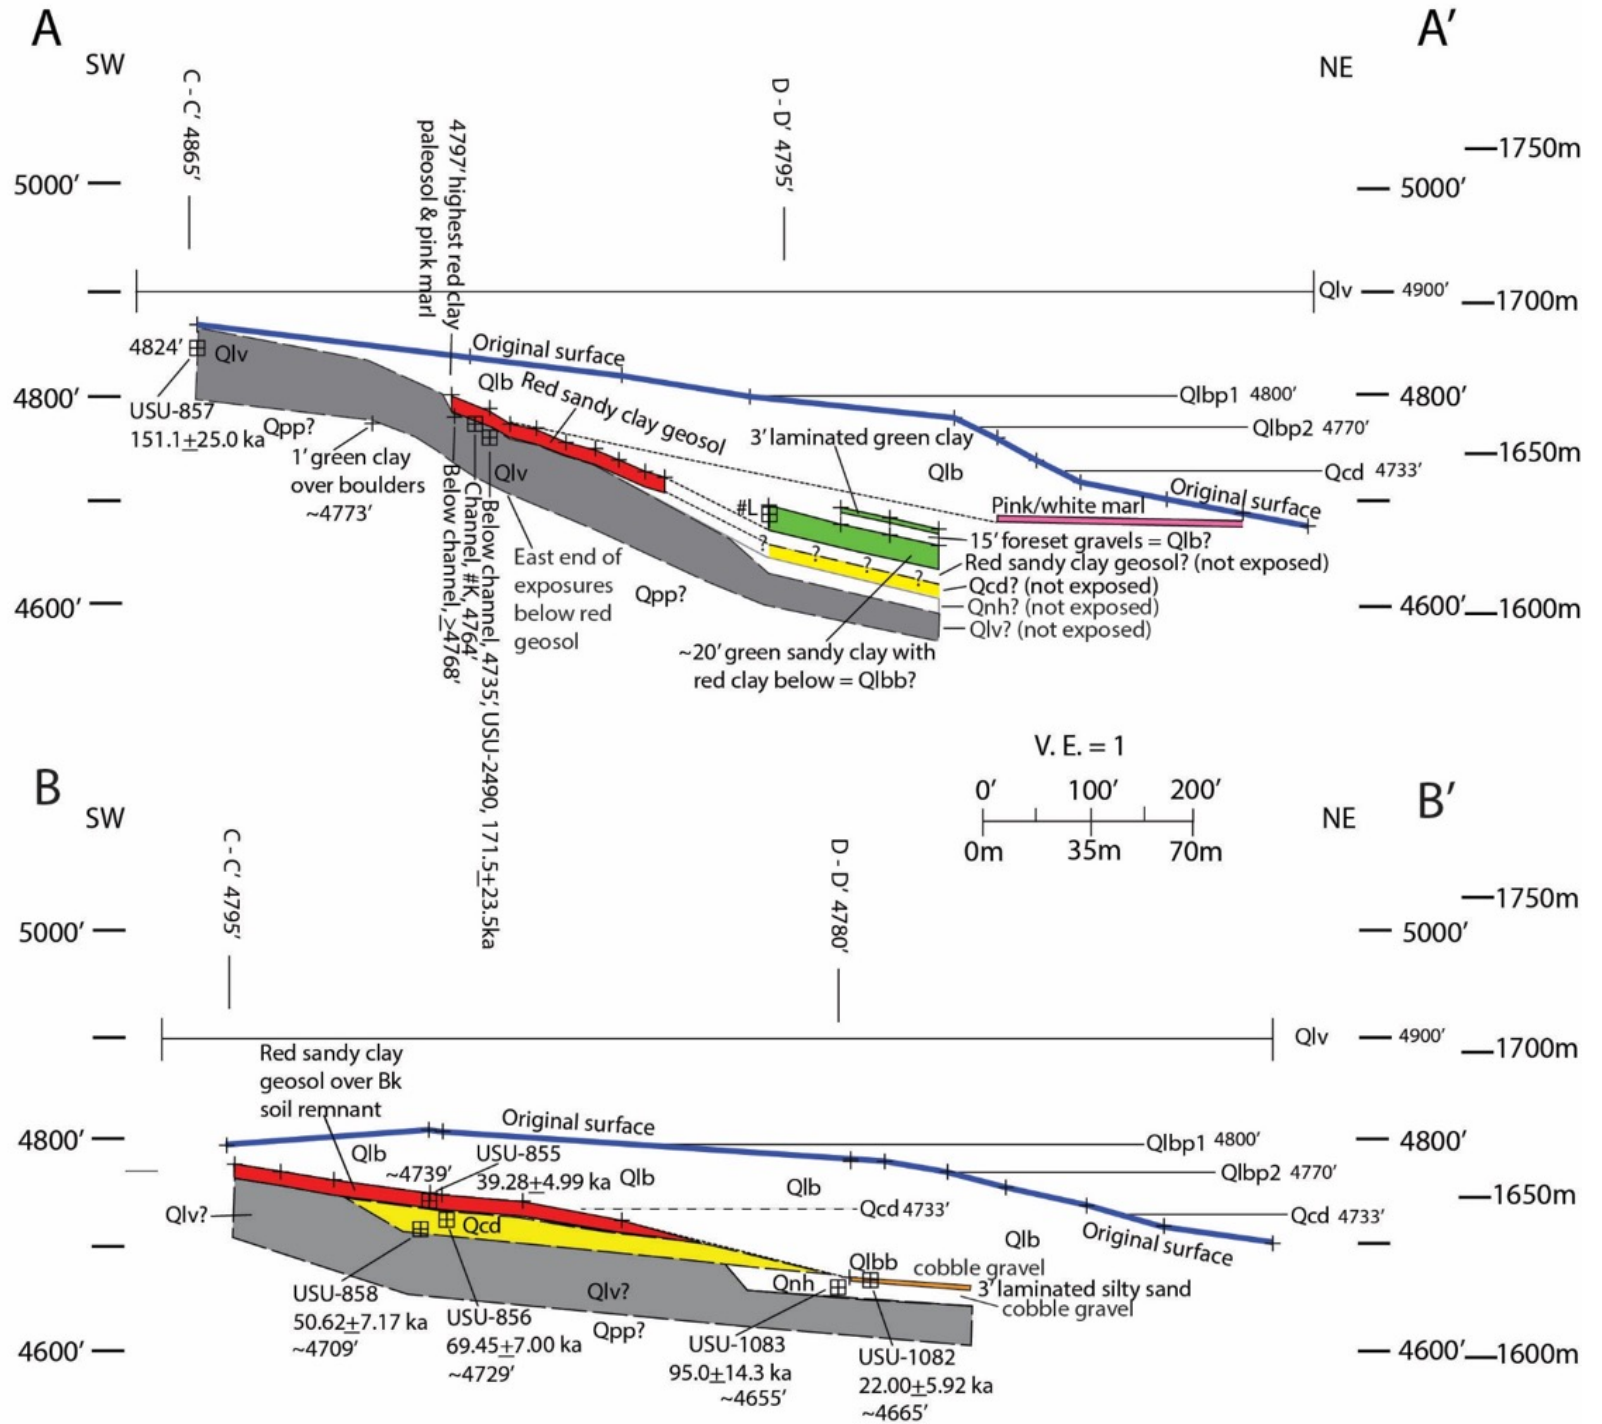 A
A′
SW
NE
C - C′ 4865′
D - D′ 4795′
4797′ highest red clay
paleosol & pink marl
1750m
5000′
5000′
Qlv
4900′
1700m
Original surface
4824′
Qlv
Qlb
Red sandy clay geosol
Qlbp1 4800′
4800′
4800′
USU-857
151.1±25.0 ka
Qpp?
3′ laminated green clay
Qlbp2 4770′
1650m
1′ green clay
over boulders
~4773′
Qlv
Qlb
Qcd 4733′
Original surface
#L
Pink/white marl
15′ foreset gravels = Qlb?
? ? ? ?
Red sandy clay geosol? (not exposed)
East end of
exposures
below red
geosol
Qpp?
Qcd? (not exposed)
Qnh? (not exposed)
Qlv? (not exposed)
4600′
4600′
1600m
Below channel, ≥4768′
Channel, #K, 4764′
Below channel, 4735′, USU-2490, 171.5±23.5ka
~20′ green sandy clay with
red clay below = Qlbb?
V. E. = 1
0′ 100′ 200′
0m 35m 70m
B
B′
SW
NE
C - C′ 4795′
D - D′ 4780′
1750m
5000′
5000′
Qlv
4900′
1700m
Red sandy clay
geosol over Bk
soil remnant
Original surface
4800′
Qlbp1 4800′
4800′
Qlb
USU-855
~4739′
39.28±4.99 ka
Qlb
Qlb
Qlbp2 4770′
1650m
Qlv?
Qcd
Qcd 4733′
Qcd 4733′
Original surface
Qlb
Qlbb
cobble gravel
Qnh
3′ laminated silty sand
cobble gravel
Qlv?
USU-858
50.62±7.17 ka
~4709′
USU-856
69.45±7.00 ka
~4729′
Qpp?
USU-1083
95.0±14.3 ka
~4655′
USU-1082
22.00±5.92 ka
~4665′
4600′
4600′
1600m